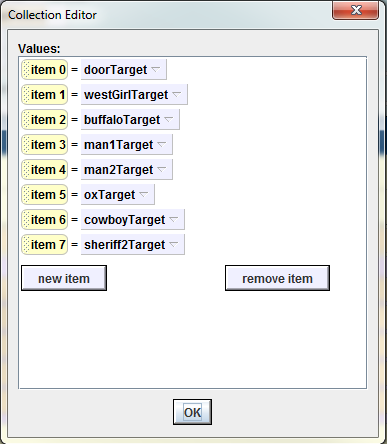 Collection Editor
Values:
item 0 = doorTarget
item 1 = westGirlTarget
item 2 = buffaloTarget
item 3 = man1Target
item 4 = man2Target
item 5 = oxTarget
item 6 = cowboyTarget
item 7 = sheriff2Target
new item remove item
OK